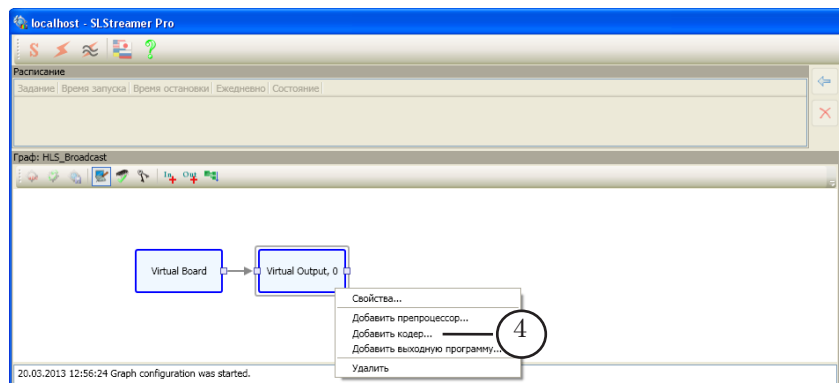 localhost - SLStreamer Pro
S
?
Расписание
Задание Время запуска Время остановки Ежедневно Состояние
Граф: HLS_Broadcast
In Out
Virtual Board
Virtual Output, 0
Свойства...
Добавить препроцессор...
Добавить кодер...
4
Добавить выходную программу...
Удалить
20.03.2013 12:56:24 Graph configuration was started.